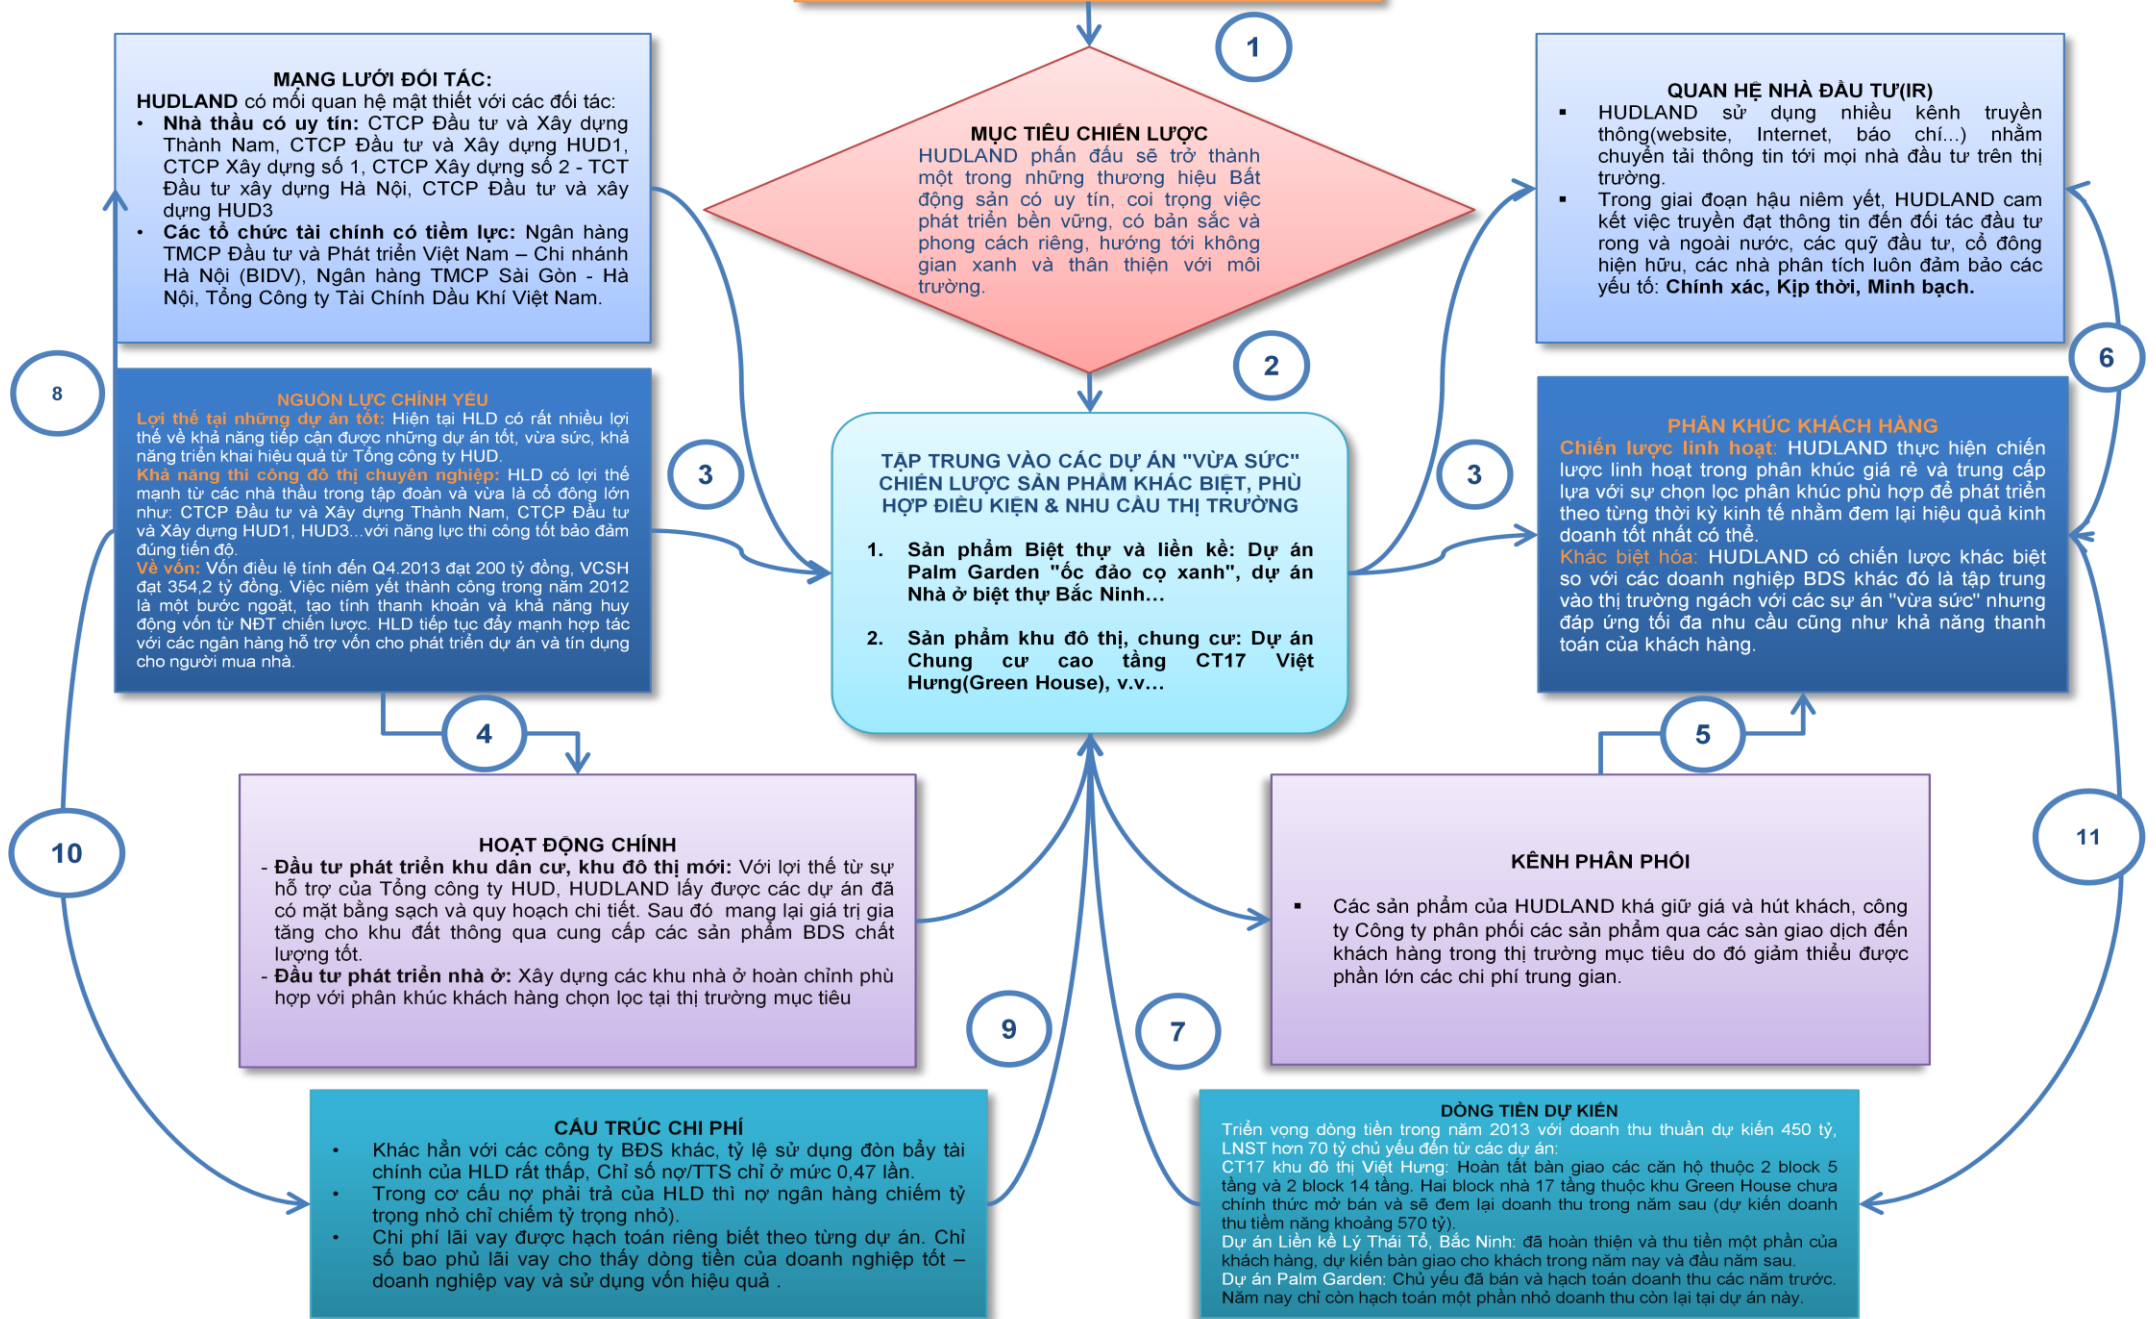 1
MẠNG LƯỚI ĐỐI TÁC:
HUDLAND có mối quan hệ mật thiết với các đối tác:
• Nhà thầu có uy tín: CTCP Đầu tư và Xây dựng
Thành Nam, CTCP Đầu tư và Xây dựng HUD1,
CTCP Xây dựng số 1, CTCP Xây dựng số 2 - TCT
Đầu tư xây dựng Hà Nội, CTCP Đầu tư và xây
dựng HUD3
• Các tổ chức tài chính có tiềm lực: Ngân hàng
TMCP Đầu tư và Phát triển Việt Nam – Chi nhánh
Hà Nội (BIDV), Ngân hàng TMCP Sài Gòn - Hà
Nội, Tổng Công ty Tài Chính Dầu Khí Việt Nam.
MỤC TIÊU CHIẾN LƯỢC
HUDLAND phấn đấu sẽ trở thành
một trong những thương hiệu Bất
động sản có uy tín, coi trọng việc
phát triển bền vững, có bản sắc và
phong cách riêng, hướng tới không
gian xanh và thân thiện với môi
trường.
QUAN HỆ NHÀ ĐẦU TƯ(IR)
▪ HUDLAND sử dụng nhiều kênh truyền
thông(website, Internet, báo chí...) nhằm
chuyển tải thông tin tới mọi nhà đầu tư trên thị
trường.
▪ Trong giai đoạn hậu niêm yết, HUDLAND cam
kết việc truyền đạt thông tin đến đối tác đầu tư
rong và ngoài nước, các quỹ đầu tư, cổ đông
hiện hữu, các nhà phân tích luôn đảm bảo các
yếu tố: Chính xác, Kịp thời, Minh bạch.
2
6
8
NGUỒN LỰC CHÍNH YẾU
Lợi thế tại những dự án tốt: Hiện tại HLD có rất nhiều lợi
thế về khả năng tiếp cận được những dự án tốt, vừa sức, khả
năng triển khai hiệu quả từ Tổng công ty HUD.
Khả năng thi công đô thị chuyên nghiệp: HLD có lợi thế
mạnh từ các nhà thầu trong tập đoàn và vừa là cổ đông lớn
như: CTCP Đầu tư và Xây dựng Thành Nam, CTCP Đầu tư
và Xây dựng HUD1, HUD3...với năng lực thi công tốt bảo đảm
đúng tiến độ.
Về vốn: Vốn điều lệ tính đến Q4.2013 đạt 200 tỷ đồng, VCSH
đạt 354,2 tỷ đồng. Việc niêm yết thành công trong năm 2012
là một bước ngoặt, tạo tính thanh khoản và khả năng huy
động vốn từ NĐT chiến lược. HLD tiếp tục đẩy mạnh hợp tác
với các ngân hàng hỗ trợ vốn cho phát triển dự án và tín dụng
cho người mua nhà.
3
TẬP TRUNG VÀO CÁC DỰ ÁN "VỪA SỨC"
CHIẾN LƯỢC SẢN PHẨM KHÁC BIỆT, PHÙ
HỢP ĐIỀU KIỆN & NHU CẦU THỊ TRƯỜNG
1. Sản phẩm Biệt thự và liền kề: Dự án
Palm Garden "ốc đảo cọ xanh", dự án
Nhà ở biệt thự Bắc Ninh…
2. Sản phẩm khu đô thị, chung cư: Dự án
Chung cư cao tầng CT17 Việt
Hưng(Green House), v.v…
3
PHÂN KHÚC KHÁCH HÀNG
Chiến lược linh hoạt: HUDLAND thực hiện chiến
lược linh hoạt trong phân khúc giá rẻ và trung cấp
lựa với sự chọn lọc phân khúc phù hợp để phát triển
theo từng thời kỳ kinh tế nhằm đem lại hiệu quả kinh
doanh tốt nhất có thể.
Khác biệt hóa: HUDLAND có chiến lược khác biệt
so với các doanh nghiệp BDS khác đó là tập trung
vào thị trường ngách với các sự án "vừa sức" nhưng
đáp ứng tối đa nhu cầu cũng như khả năng thanh
toán của khách hàng.
4
5
10
HOẠT ĐỘNG CHÍNH
- Đầu tư phát triển khu dân cư, khu đô thị mới: Với lợi thế từ sự
hỗ trợ của Tổng công ty HUD, HUDLAND lấy được các dự án đã
có mặt bằng sạch và quy hoạch chi tiết. Sau đó mang lại giá trị gia
tăng cho khu đất thông qua cung cấp các sản phẩm BDS chất
lượng tốt.
- Đầu tư phát triển nhà ở: Xây dựng các khu nhà ở hoàn chỉnh phù
hợp với phân khúc khách hàng chọn lọc tại thị trường mục tiêu
KÊNH PHÂN PHỐI
▪ Các sản phẩm của HUDLAND khá giữ giá và hút khách, công
ty Công ty phân phối các sản phẩm qua các sàn giao dịch đến
khách hàng trong thị trường mục tiêu do đó giảm thiểu được
phần lớn các chi phí trung gian.
11
9
7
CẤU TRÚC CHI PHÍ
• Khác hẳn với các công ty BĐS khác, tỷ lệ sử dụng đòn bẩy tài
chính của HLD rất thấp, Chỉ số nợ/TTS chỉ ở mức 0,47 lần.
• Trong cơ cấu nợ phải trả của HLD thì nợ ngân hàng chiếm tỷ
trọng nhỏ chỉ chiếm tỷ trọng nhỏ).
• Chi phí lãi vay được hạch toán riêng biệt theo từng dự án. Chỉ
số bao phủ lãi vay cho thấy dòng tiền của doanh nghiệp tốt –
doanh nghiệp vay và sử dụng vốn hiệu quả .
DÒNG TIỀN DỰ KIẾN
Triển vọng dòng tiền trong năm 2013 với doanh thu thuần dự kiến 450 tỷ,
LNST hơn 70 tỷ chủ yếu đến từ các dự án:
CT17 khu đô thị Việt Hưng: Hoàn tất bàn giao các căn hộ thuộc 2 block 5
tầng và 2 block 14 tầng. Hai block nhà 17 tầng thuộc khu Green House chưa
chính thức mở bán và sẽ đem lại doanh thu trong năm sau (dự kiến doanh
thu tiềm năng khoảng 570 tỷ).
Dự án Liền kề Lý Thái Tổ, Bắc Ninh: đã hoàn thiện và thu tiền một phần của
khách hàng, dự kiến bàn giao cho khách trong năm nay và đầu năm sau.
Dự án Palm Garden: Chủ yếu đã bán và hạch toán doanh thu các năm trước.
Năm nay chỉ còn hạch toán một phần nhỏ doanh thu còn lại tại dự án này.